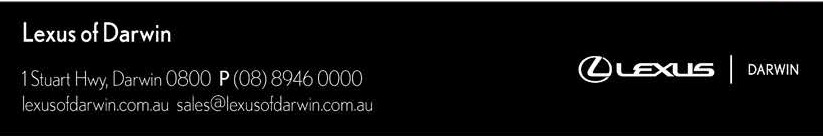 Lexus of Darwin
1 Stuart Hwy, Darwin 0800 P (08) 8946 0000
lexusofdarwin.com.au sales@lexusofdarwin.com.au
LEXUS | DARWIN